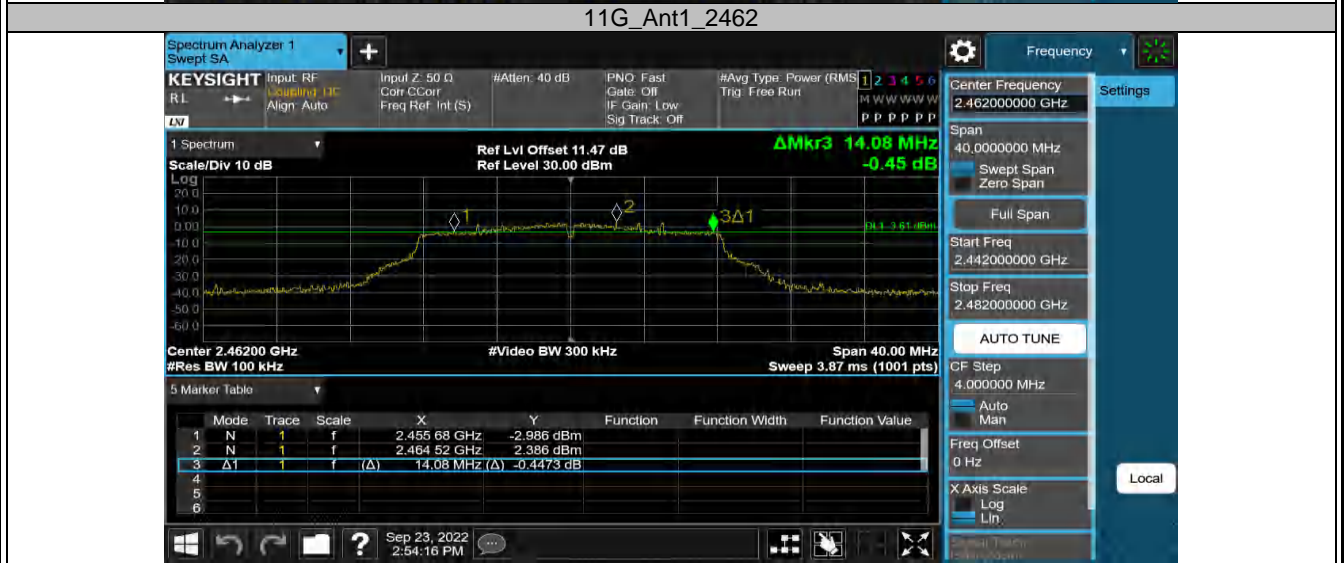 11G_Ant1_2462
Spectrum Analyzer 1
Swept SA
Frequency
KEYSIGHT
RL
LXI
Input: RF
Coupling: DC
Align: Auto
Input Z: 50 Ω
Corr CCorr
Freq Ref: Int (S)
#Atten: 40 dB
PNO: Fast
Gate: Off
IF Gain: Low
Sig Track: Off
#Avg Type: Power (RMS
Trig: Free Run
1 2 3 4 5 6
M W W W W W
P P P P P P
1 Spectrum
Scale/Div 10 dB
Ref Lvl Offset 11.47 dB
Ref Level 30.00 dBm
ΔMkr3 14.08 MHz
-0.45 dB
Log
20.0
10.0
0.00
-10.0
-20.0
-30.0
-40.0
-50.0
-60.0
1
2
3Δ1
Center 2.46200 GHz
#Res BW 100 kHz
#Video BW 300 kHz
Span 40.00 MHz
Sweep 3.87 ms (1001 pts)
5 Marker Table
Mode Trace Scale X Y Function Function Width Function Value
1 N 1 f 2.455 68 GHz -2.986 dBm
2 N 1 f 2.464 52 GHz 2.386 dBm
3 Δ1 1 f (Δ) 14.08 MHz (Δ) -0.4473 dB
4
5
6
Sep 23, 2022
2:54:16 PM
Center Frequency
2.462000000 GHz
Settings
Span
40.0000000 MHz
Swept Span
Zero Span
Full Span
Start Freq
2.442000000 GHz
Stop Freq
2.482000000 GHz
AUTO TUNE
CF Step
4.000000 MHz
Auto
Man
Freq Offset
0 Hz
X Axis Scale
Log
Lin
Local